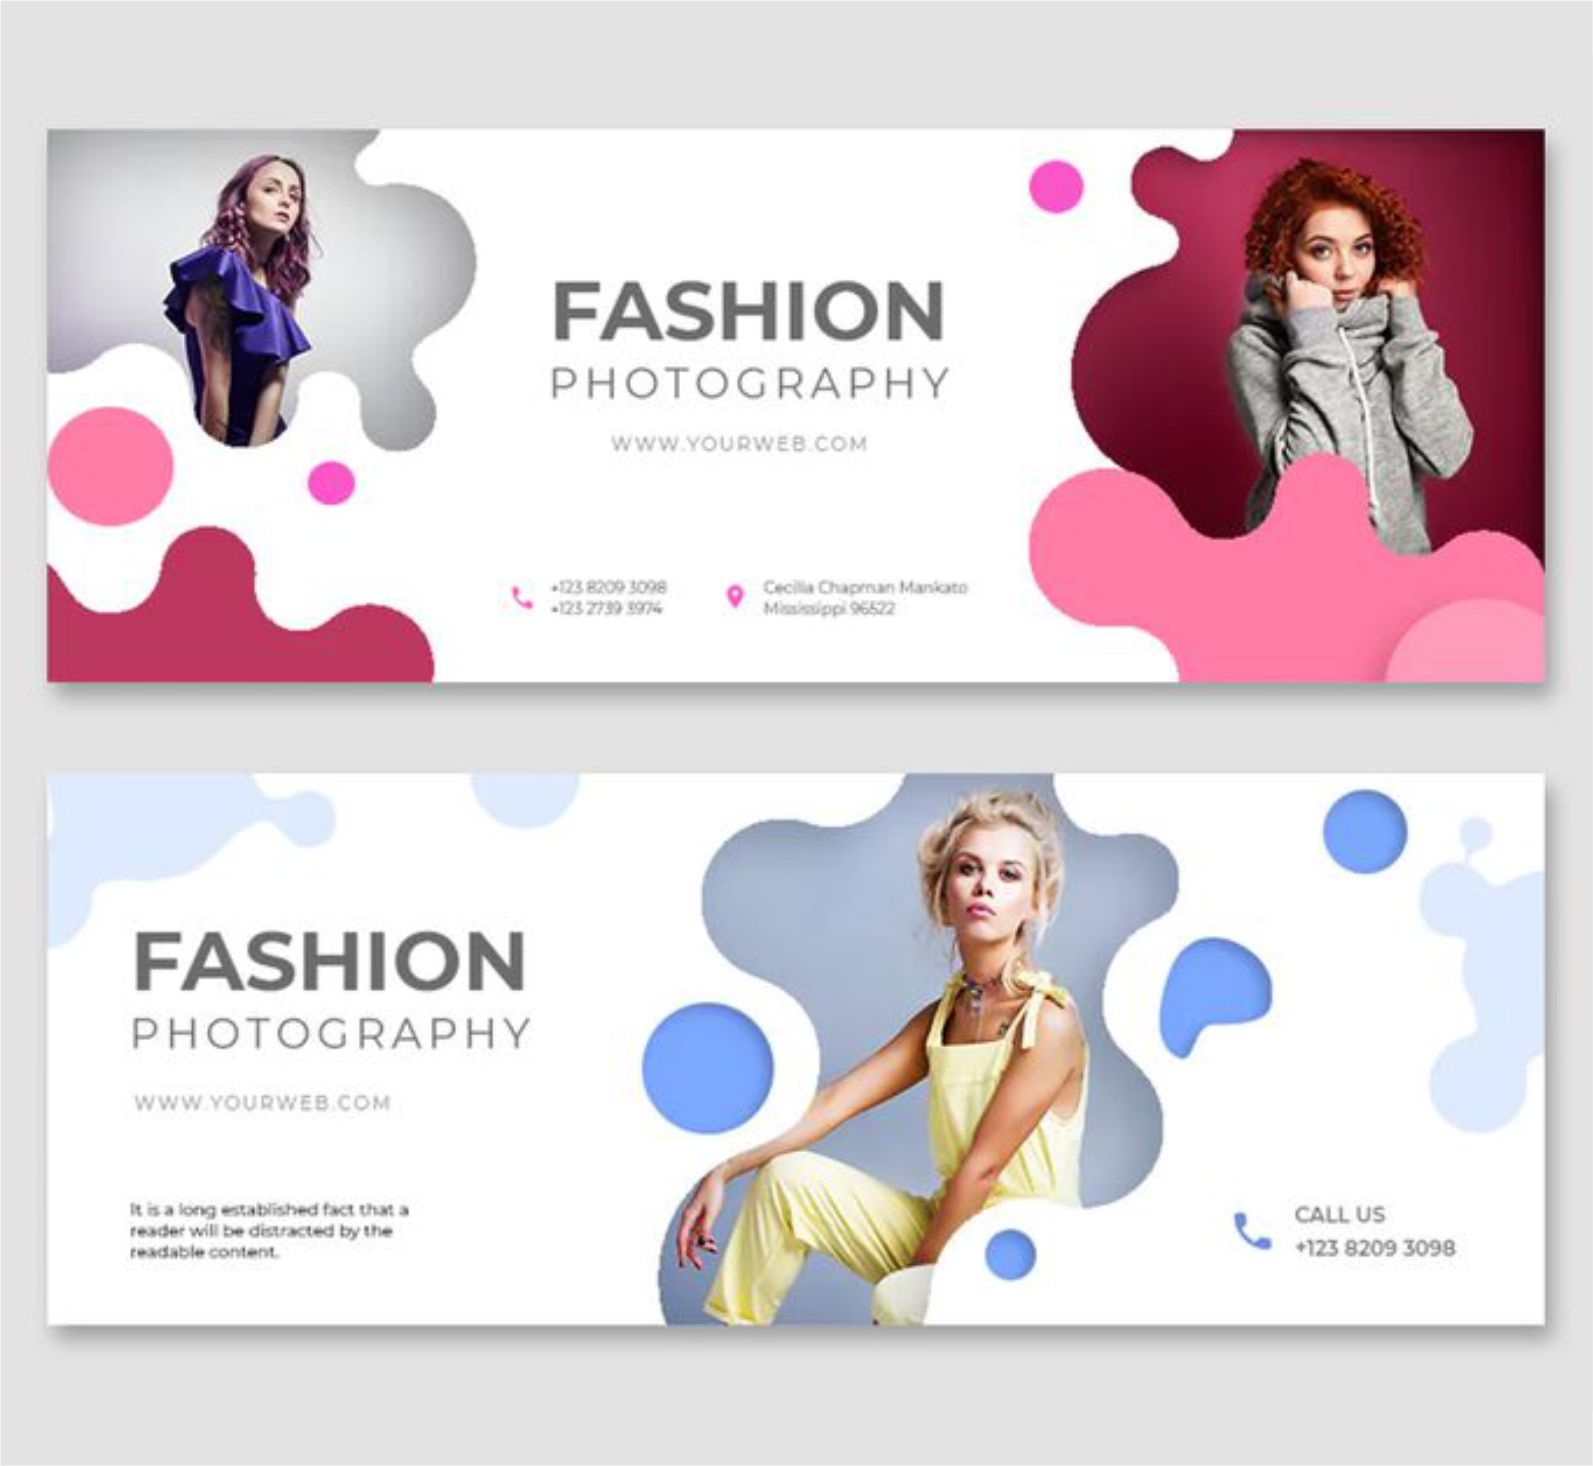 FASHION
PHOTOGRAPHY
WWW.YOURWEB.COM
+123 8209 3098
+123 2739 3974
Cecilia Chapman Mankato
Mississippi 96522
FASHION
PHOTOGRAPHY
WWW.YOURWEB.COM
It is a long established fact that a
reader will be distracted by the
readable content.
CALL US
+123 8209 3098